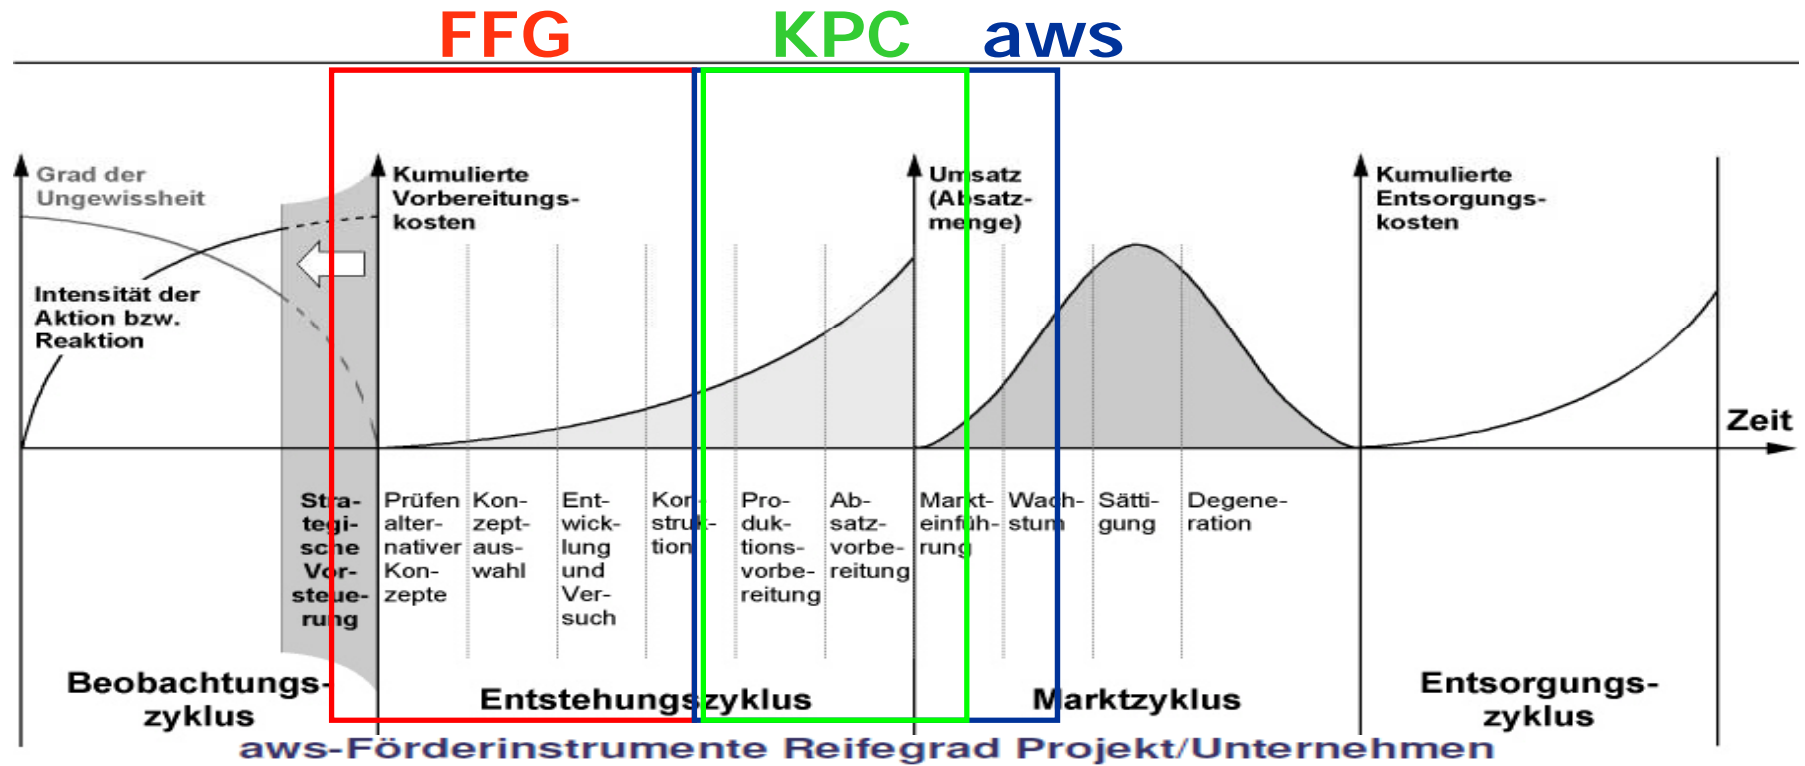 FFG
KPC
aws
Grad der
Ungewissheit
Intensität der
Aktion bzw.
Reaktion
Kumulierte
Vorbereitungs-
kosten
Umsatz
(Absatz-
menge)
Kumulierte
Entsorgungs-
kosten
Zeit
Stra-
tegi-
sche
Vor-
steue-
rung
Prüfen
alter-
nativer
Kon-
zepte
Kon-
zept-
aus-
wahl
Ent-
wick-
lung
und
Ver-
such
Kon-
struk-
tion
Pro-
duk-
tions-
vorbe-
reitung
Ab-
satz-
vorbe-
reitung
Markt-
einfüh-
rung
Wach-
stum
Sätti-
gung
Degene-
ration
Beobachtungs-
zyklus
Entstehungszyklus
Marktzyklus
Entsorgungs-
zyklus
aws-Förderinstrumente Reifegrad Projekt/Unternehmen